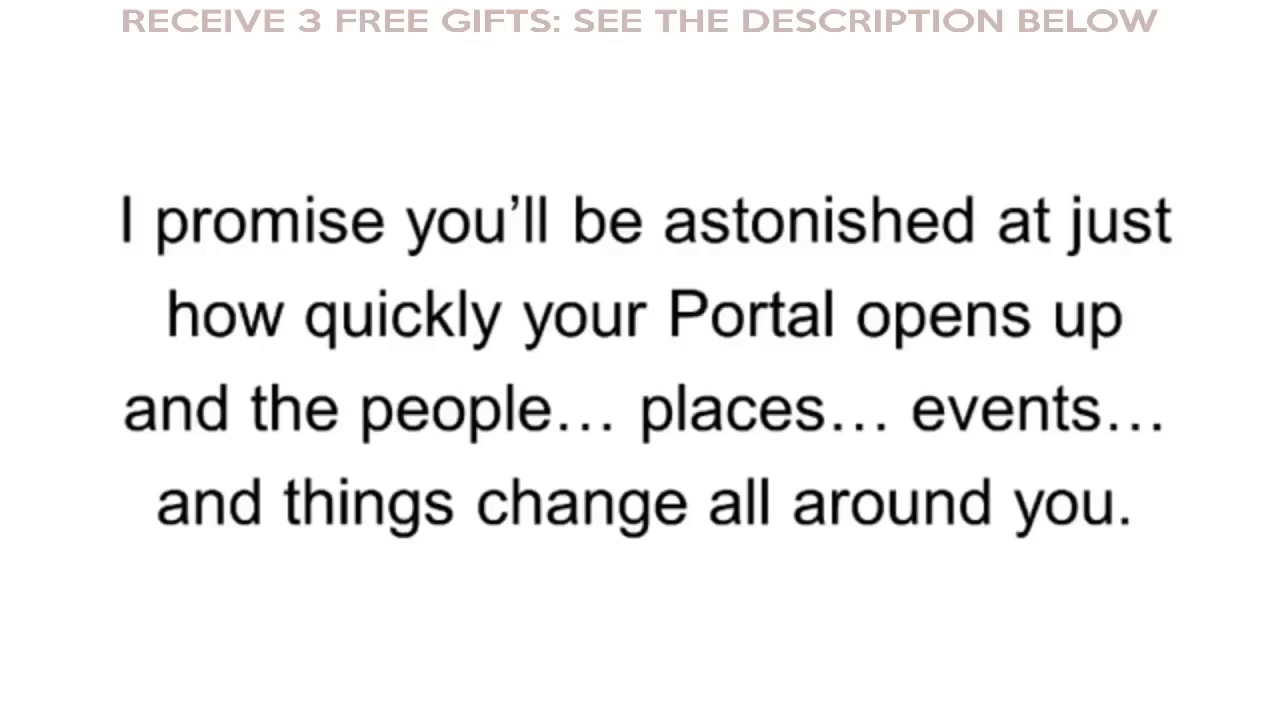 RECEIVE 3 FREE GIFTS: SEE THE DESCRIPTION BELOW
I promise you’ll be astonished at just
how quickly your Portal opens up
and the people… places… events…
and things change all around you.